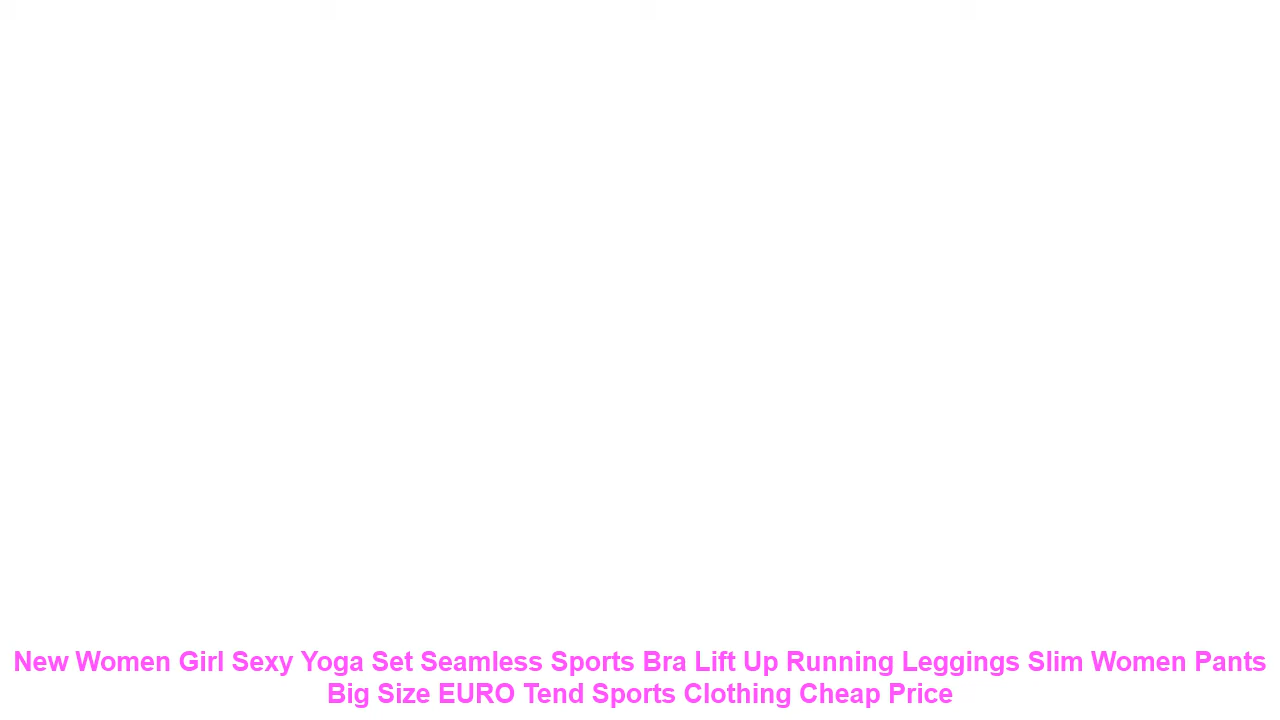 New Women Girl Sexy Yoga Set Seamless Sports Bra Lift Up Running Leggings Slim Women Pants
Big Size EURO Tend Sports Clothing Cheap Price